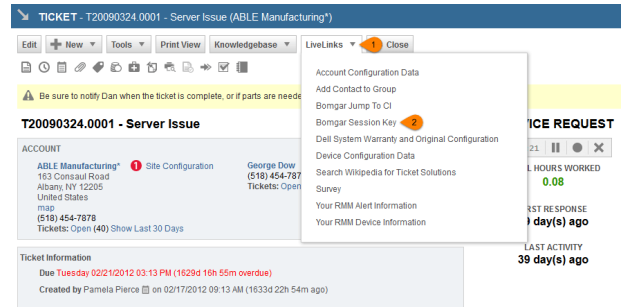 TICKET - T20090324.0001 - Server Issue (ABLE Manufacturing*)
Edit New Tools Print View Knowledgebase LiveLinks 1 Close
Account Configuration Data
Add Contact to Group
Bomgar Jump To CI
Bomgar Session Key 2
Dell System Warranty and Original Configuration
Device Configuration Data
Search Wikipedia for Ticket Solutions
Survey
Your RMM Alert Information
Your RMM Device Information
Be sure to notify Dan when the ticket is complete, or if parts are neede
T20090324.0001 - Server Issue
ICE REQUEST
21
ACCOUNT
ABLE Manufacturing* 1 Site Configuration
163 Consaul Road
Albany, NY 12205
United States
map
(518) 454-7878
Tickets: Open (40) Show Last 30 Days
George Dow
(518) 454-787
Tickets: Open
L HOURS WORKED
0.08
RST RESPONSE
day(s) ago
LAST ACTIVITY
39 day(s) ago
Ticket Information
Due Tuesday 02/21/2012 03:13 PM (1629d 16h 55m overdue)
Created by Pamela Pierce on 02/17/2012 09:13 AM (1633d 22h 54m ago)